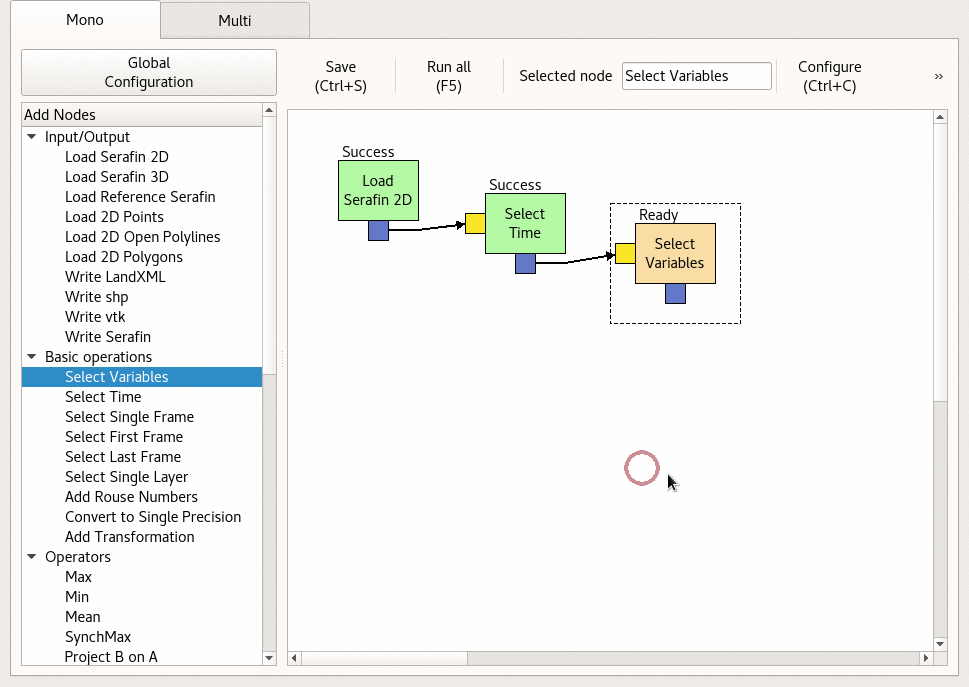 Mono
Multi
Global
Configuration
Save
(Ctrl+S)
Run all
(F5)
Selected node
Select Variables
Configure
(Ctrl+C)
»
Add Nodes
Input/Output
Load Serafin 2D
Load Serafin 3D
Load Reference Serafin
Load 2D Points
Load 2D Open Polylines
Load 2D Polygons
Write LandXML
Write shp
Write vtk
Write Serafin
Basic operations
Select Variables
Select Time
Select Single Frame
Select First Frame
Select Last Frame
Select Single Layer
Add Rouse Numbers
Convert to Single Precision
Add Transformation
Operators
Max
Min
Mean
SynchMax
Project B on A
Success
Load
Serafin 2D
Success
Select
Time
Ready
Select
Variables